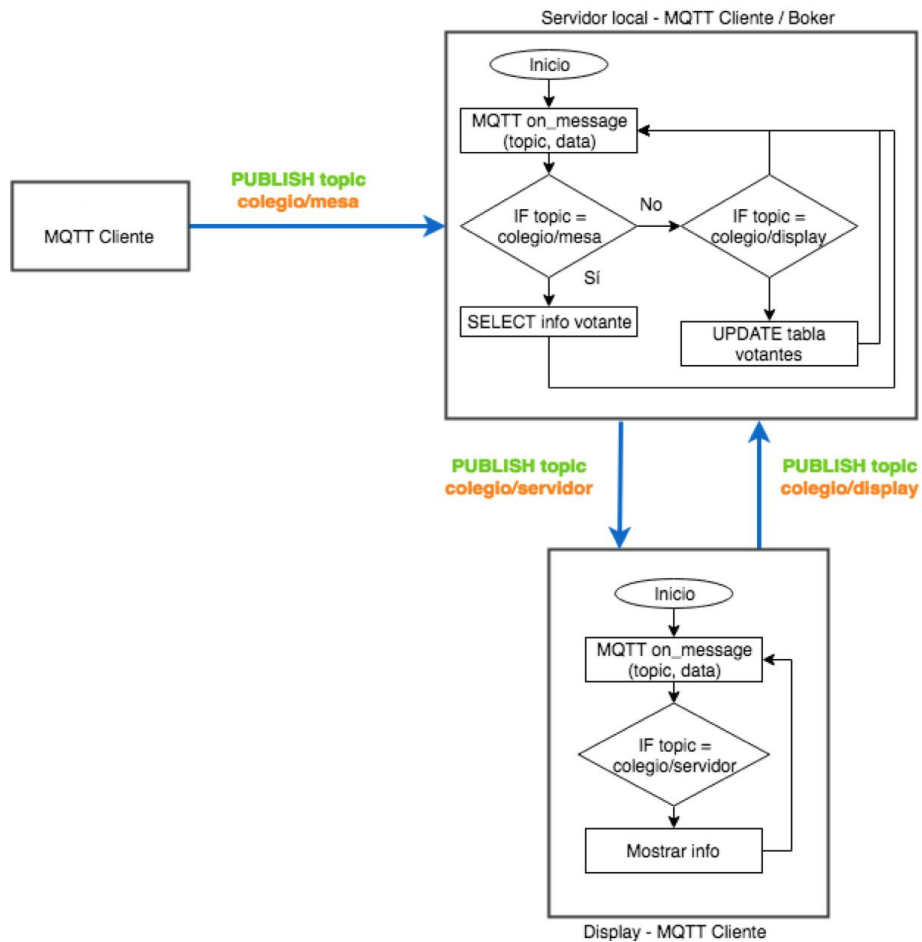 Servidor local - MQTT Cliente / Boker
Inicio
MQTT on_message
(topic, data)
PUBLISH topic
colegio/mesa
MQTT Cliente
IF topic =
colegio/mesa
No
IF topic =
colegio/display
Sí
SELECT info votante
UPDATE tabla
votantes
PUBLISH topic
colegio/servidor
PUBLISH topic
colegio/display
Inicio
MQTT on_message
(topic, data)
IF topic =
colegio/servidor
Mostrar info
Display - MQTT Cliente